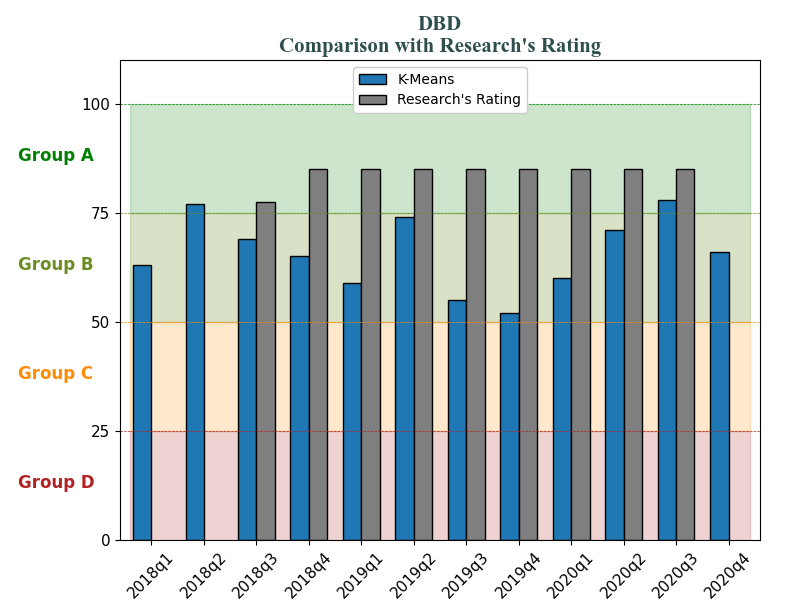 DBD
Comparison with Research's Rating
K-Means
Research's Rating
100
Group A
75
Group B
50
Group C
25
Group D
0
2018q1
2018q2
2018q3
2018q4
2019q1
2019q2
2019q3
2019q4
2020q1
2020q2
2020q3
2020q4